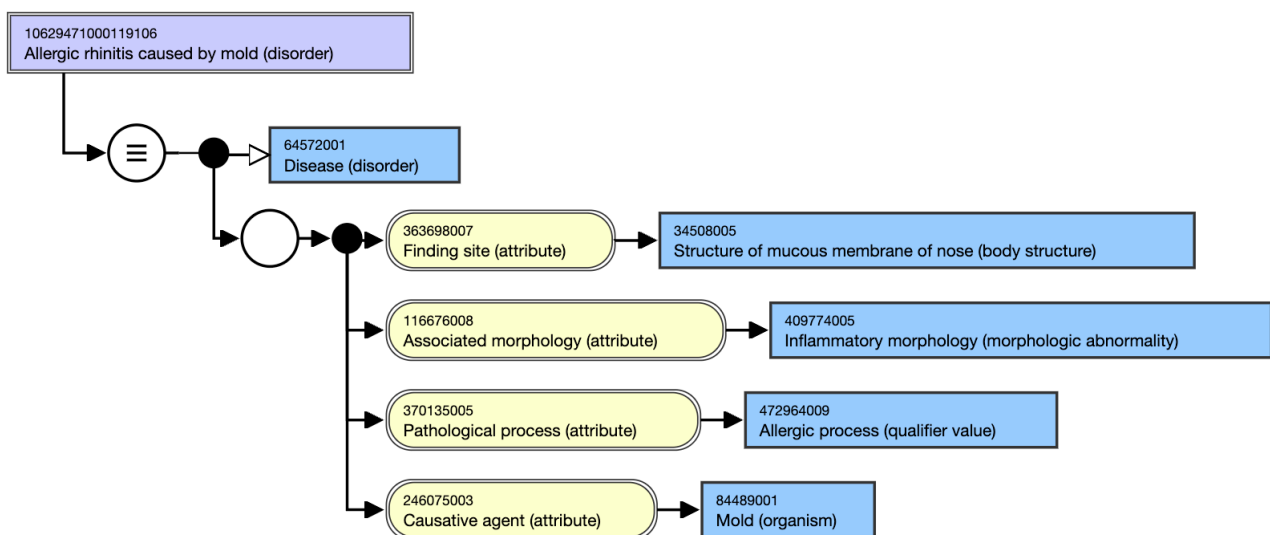 10629471000119106
Allergic rhinitis caused by mold (disorder)
64572001
Disease (disorder)
363698007
Finding site (attribute)
34508005
Structure of mucous membrane of nose (body structure)
116676008
Associated morphology (attribute)
409774005
Inflammatory morphology (morphologic abnormality)
370135005
Pathological process (attribute)
472964009
Allergic process (qualifier value)
246075003
Causative agent (attribute)
84489001
Mold (organism)